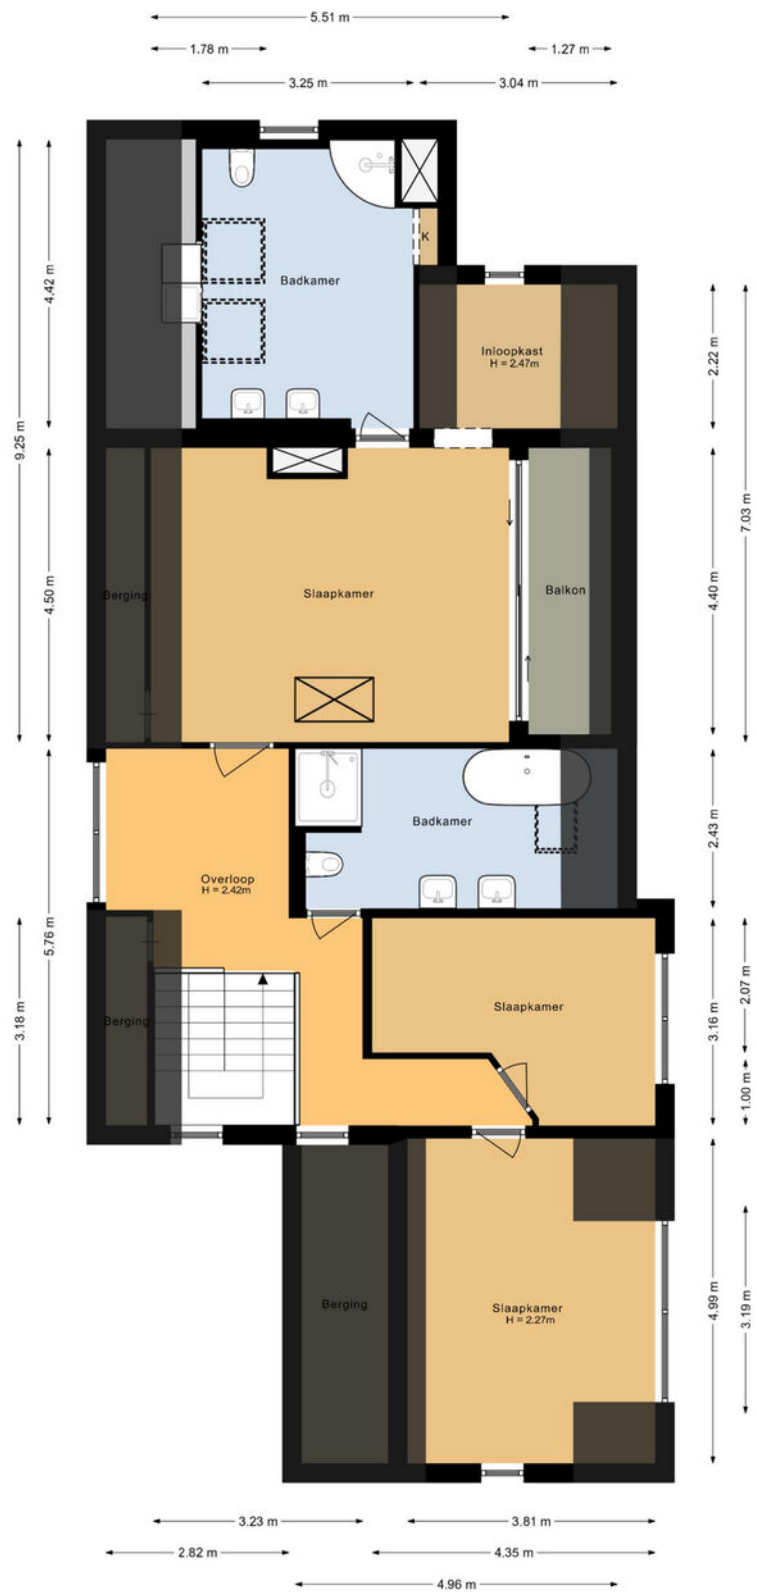 5.51 m
1.78 m
1.27 m
3.25 m
3.04 m
K
Badkamer
4.42 m
Inloopkast
H = 2.47m
2.22 m
9.25 m
7.03 m
4.50 m
Berging
Slaapkamer
Balkon
4.40 m
Badkamer
2.43 m
Overloop
H = 2.42m
5.76 m
3.18 m
Berging
Slaapkamer
3.16 m
2.07 m
1.00 m
Berging
Slaapkamer
H = 2.27m
4.99 m
3.19 m
3.23 m
3.81 m
2.82 m
4.35 m
4.96 m